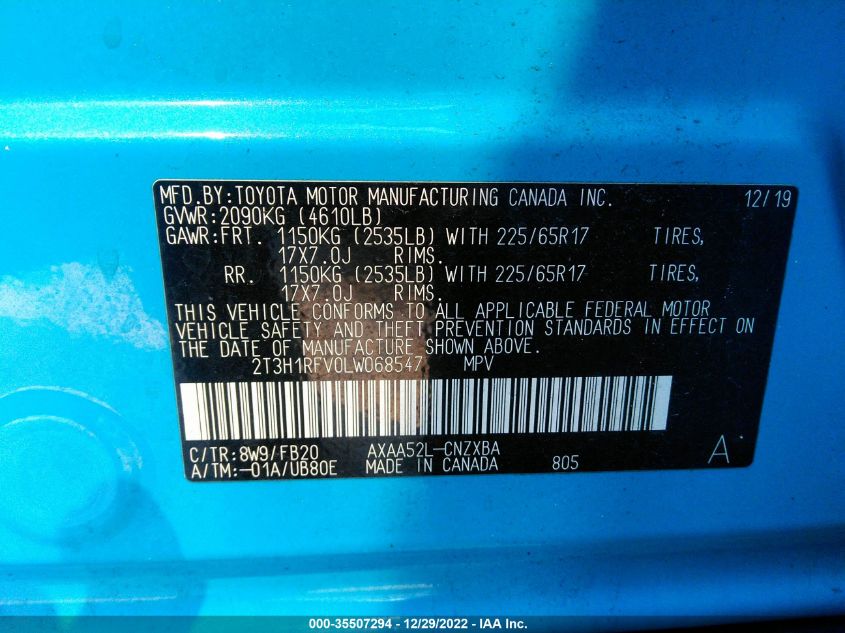 MFD.BY:TOYOTA MOTOR MANUFACTURING CANADA INC. 12/19
GVWR:2090KG (4610LB)
GAWR:FRT. 1150KG (2535LB) WITH 225/65R17 TIRES,
17X7.0J RIMS.
RR. 1150KG (2535LB) WITH 225/65R17 TIRES,
17X7.0J RIMS.
THIS VEHICLE CONFORMS TO ALL APPLICABLE FEDERAL MOTOR
VEHICLE SAFETY AND THEFT PREVENTION STANDARDS IN EFFECT ON
THE DATE OF MANUFACTURE SHOWN ABOVE.
2T3H1RFV0LW068547 MPV
C/TR:8W9/FB20 AXAA52L-CNZXBA
A/TM:-01A/UB80E MADE IN CANADA 805 A
000-35507294 - 12/29/2022 - IAA Inc.